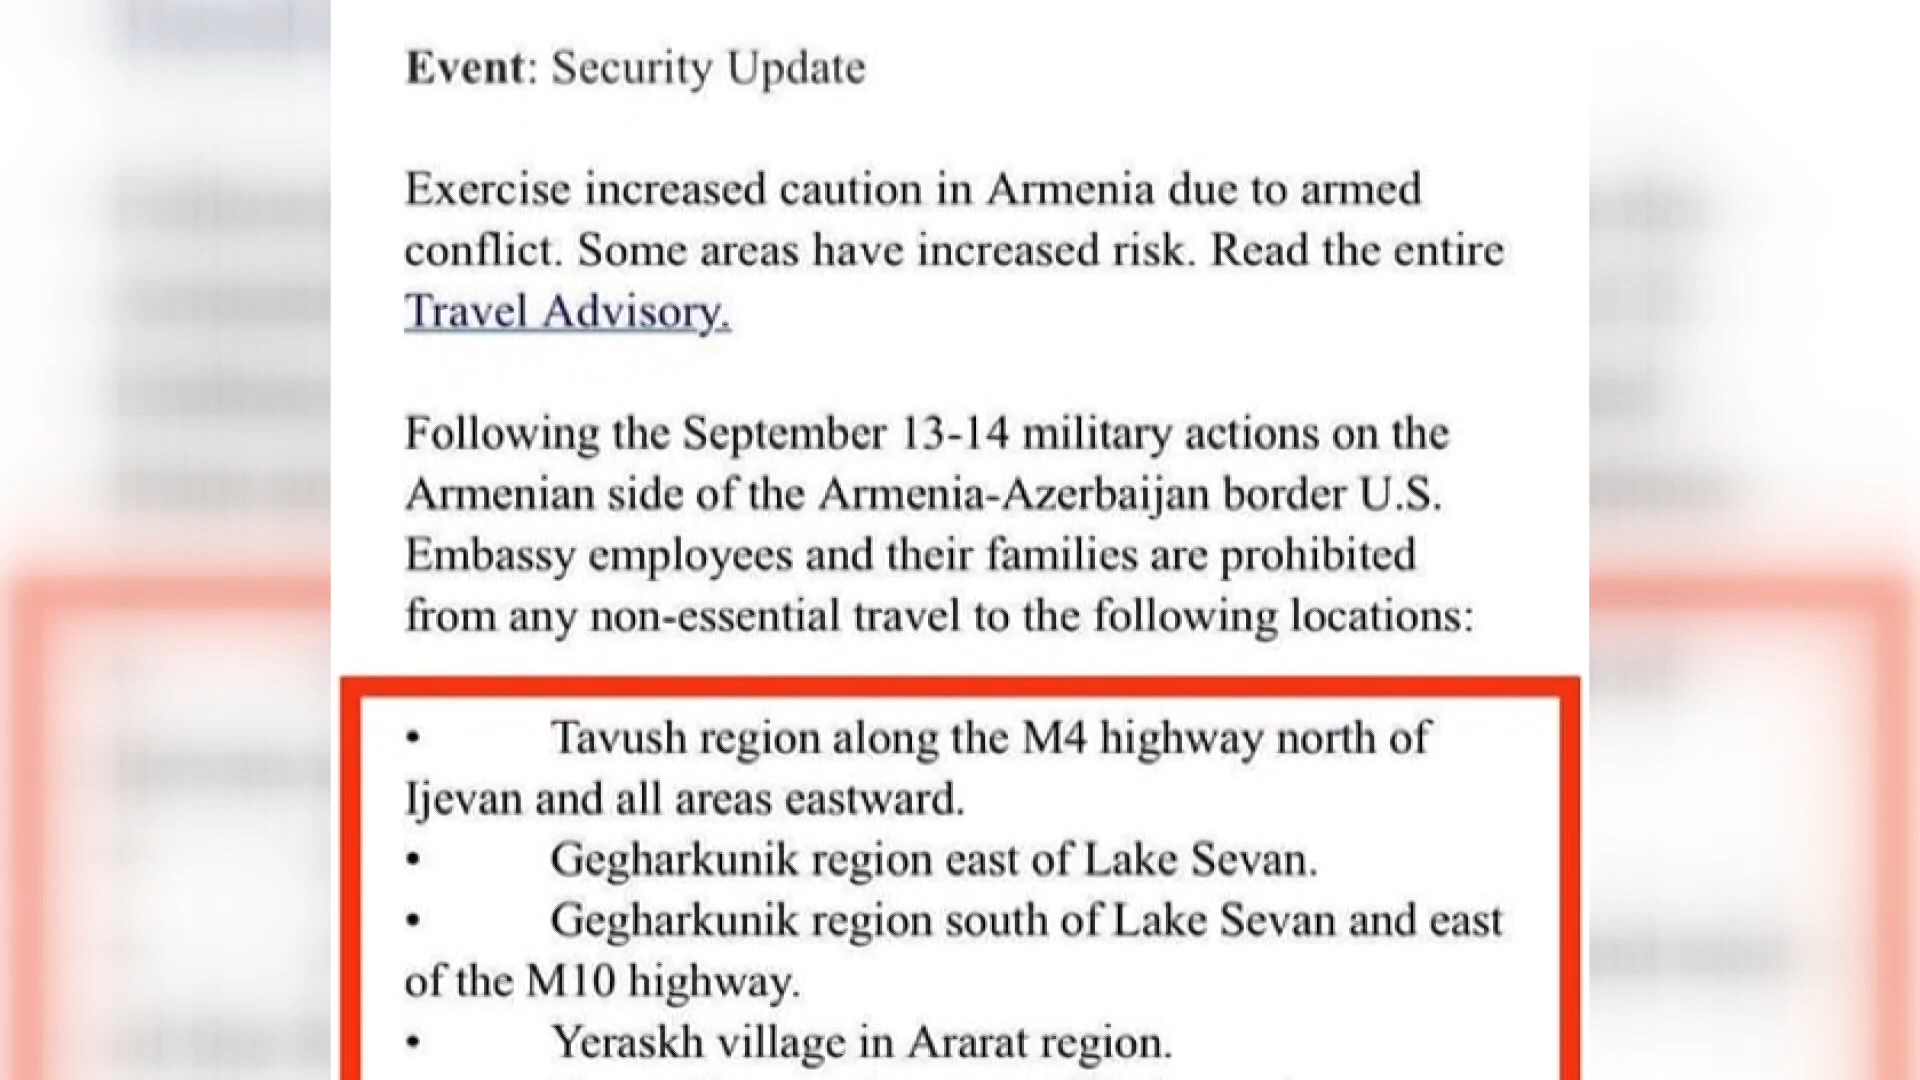 Event: Security Update
Exercise increased caution in Armenia due to armed
conflict. Some areas have increased risk. Read the entire
Travel Advisory.
Following the September 13-14 military actions on the
Armenian side of the Armenia-Azerbaijan border U.S.
Embassy employees and their families are prohibited
from any non-essential travel to the following locations:
• Tavush region along the M4 highway north of
Ijevan and all areas eastward.
• Gegharkunik region east of Lake Sevan.
• Gegharkunik region south of Lake Sevan and east
of the M10 highway.
• Yeraskh village in Ararat region.